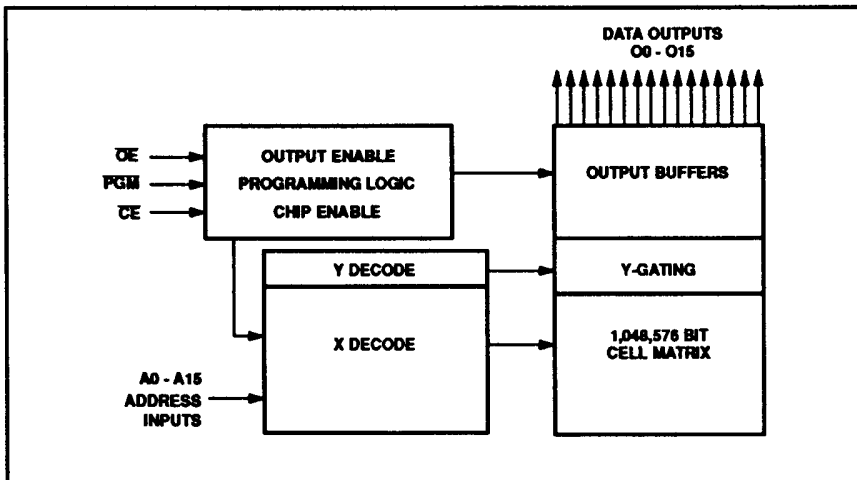 DATA OUTPUTS
O0 - O15
OE
PGM
CE
OUTPUT ENABLE
PROGRAMMING LOGIC
CHIP ENABLE
OUTPUT BUFFERS
Y DECODE
Y-GATING
X DECODE
1,048,576 BIT
CELL MATRIX
A0 - A15
ADDRESS
INPUTS